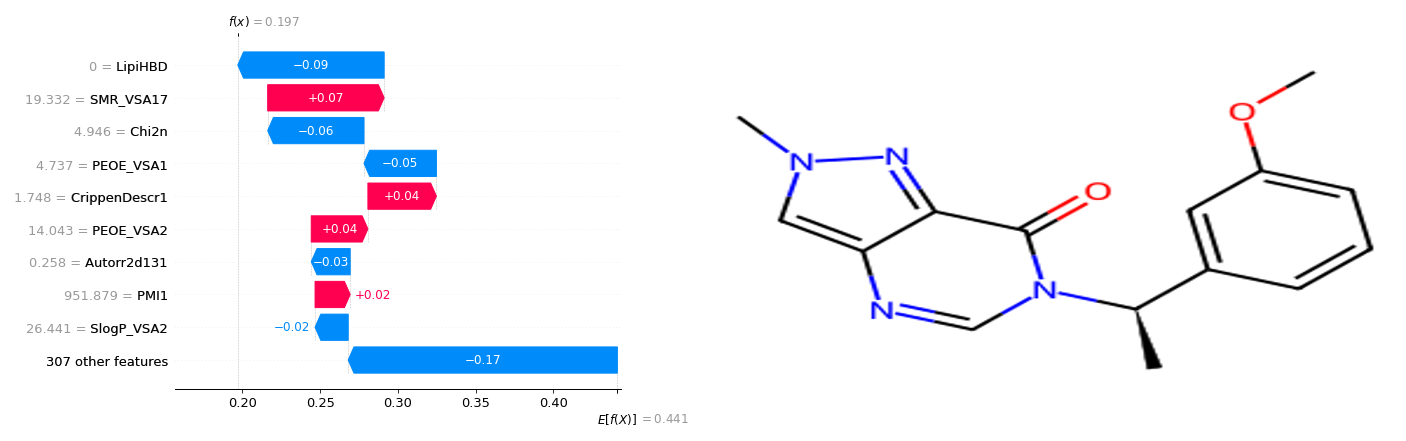 f(x) = 0.197
0 = LipiHBD
−0.09
19.332 = SMR_VSA17
+0.07
4.946 = Chi2n
−0.06
4.737 = PEOE_VSA1
−0.05
1.748 = CrippenDescr1
+0.04
14.043 = PEOE_VSA2
+0.04
0.258 = Autorr2d131
−0.03
951.879 = PMI1
+0.02
26.441 = SlogP_VSA2
−0.02
307 other features
−0.17
0.20 0.25 0.30 0.35 0.40
E[f(X)] = 0.441
O
N N
O
N
N